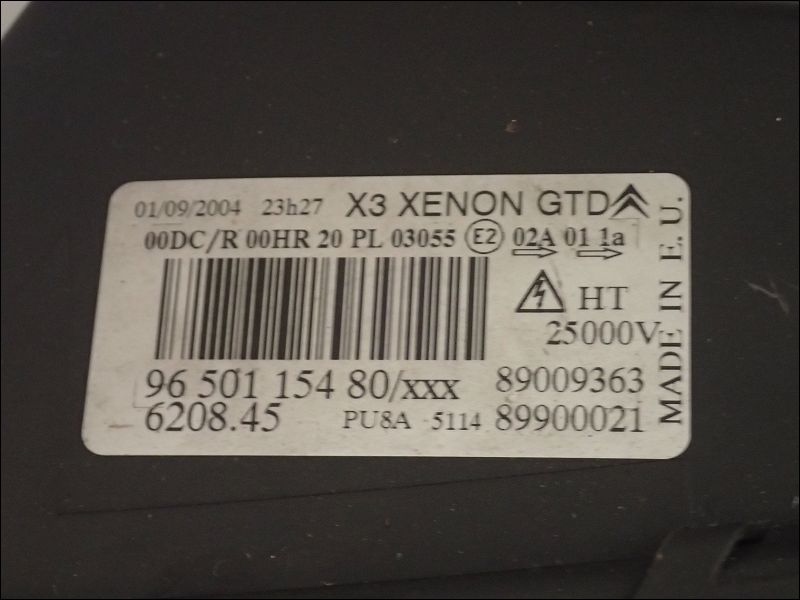 01/09/2004 23h27 X3 XENON GTD
00DC/R 00HR 20 PL 03055 E2 02A 01 1a
HT
25000V
96 501 154 80/xxx 89009363
6208.45 PU8A 5114 89900021
MADE IN E.U.